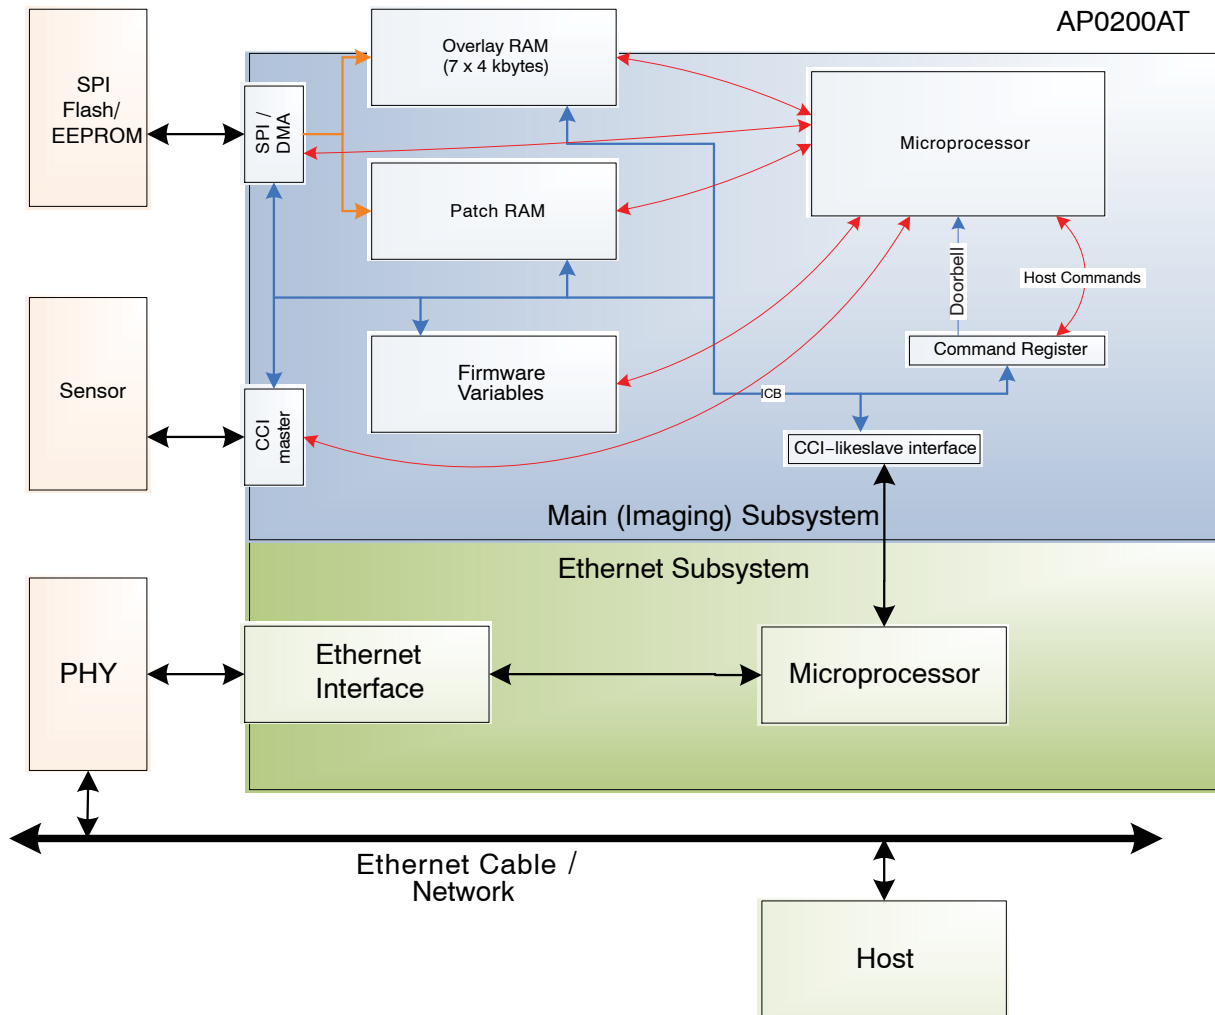 AP0200AT
SPI
Flash/
EEPROM
SPI /
DMA
Overlay RAM
(7 x 4 kbytes)
Microprocessor
Patch RAM
Doorbell
Host Commands
Command Register
Sensor
CCI
master
Firmware
Variables
ICB
CCI–likeslave interface
Main (Imaging) Subsystem
Ethernet Subsystem
PHY
Ethernet
Interface
Microprocessor
Ethernet Cable /
Network
Host